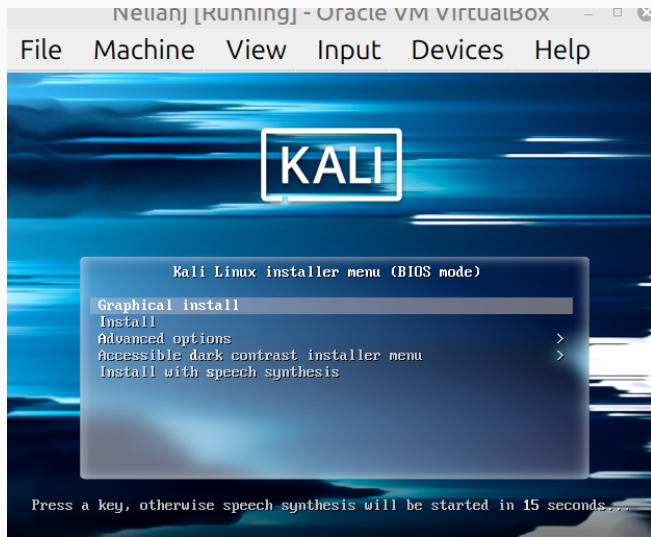 Nelianj [Running] - Oracle VM VirtualBox
File Machine View Input Devices Help
KALI
Kali Linux installer menu (BIOS mode)
Graphical install
Install
Advanced options >
Accessible dark contrast installer menu >
Install with speech synthesis
Press a key, otherwise speech synthesis will be started in 15 seconds...